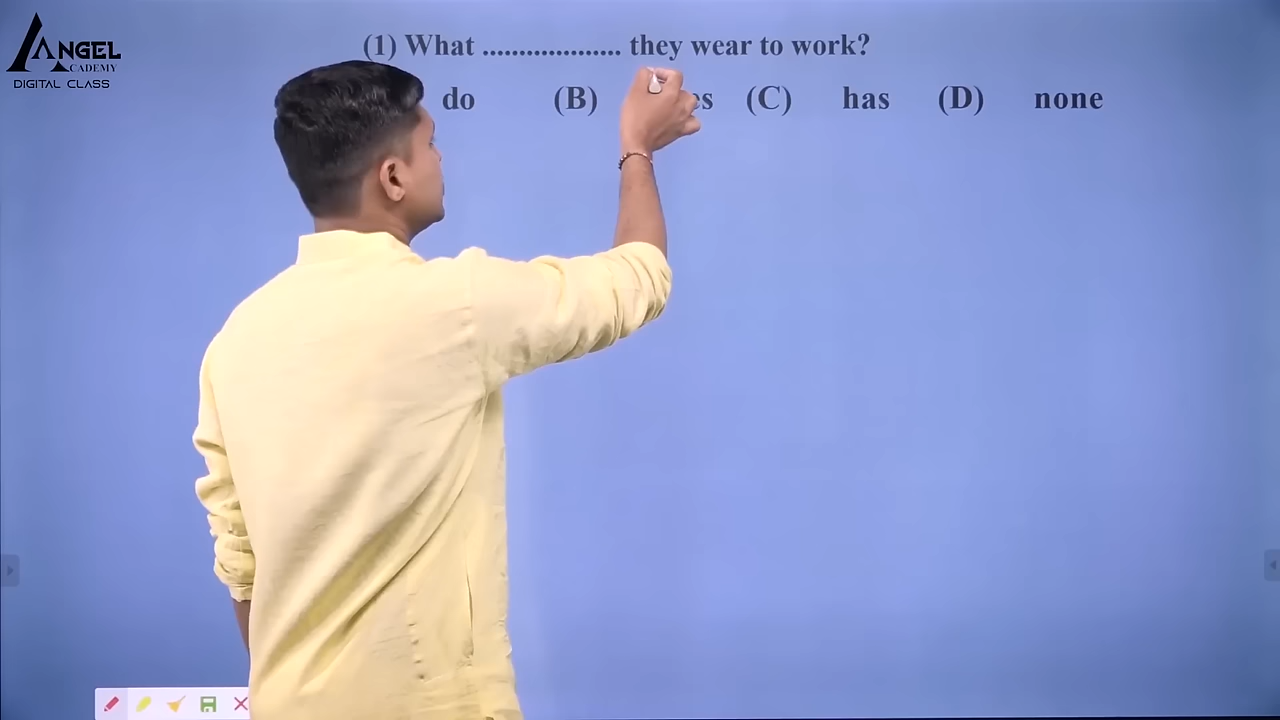 ANGEL
ACADEMY
DIGITAL CLASS
(1) What ................... they wear to work?
do (B) (C) has (D) none